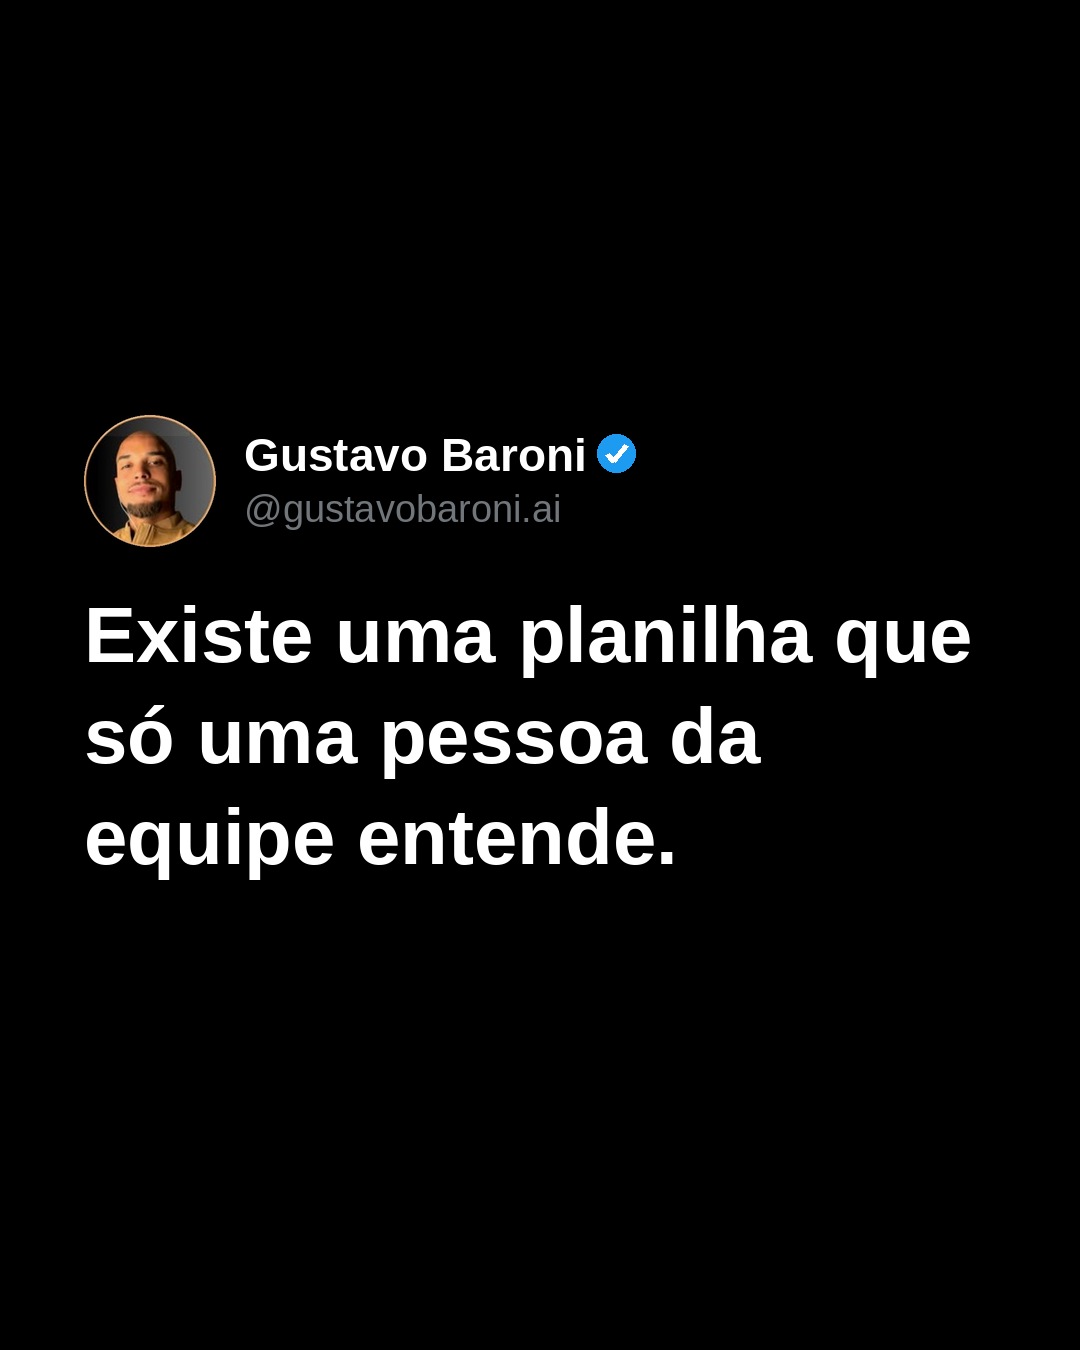 Gustavo Baroni
@gustavobaroni.ai
Existe uma planilha que
só uma pessoa da
equipe entende.